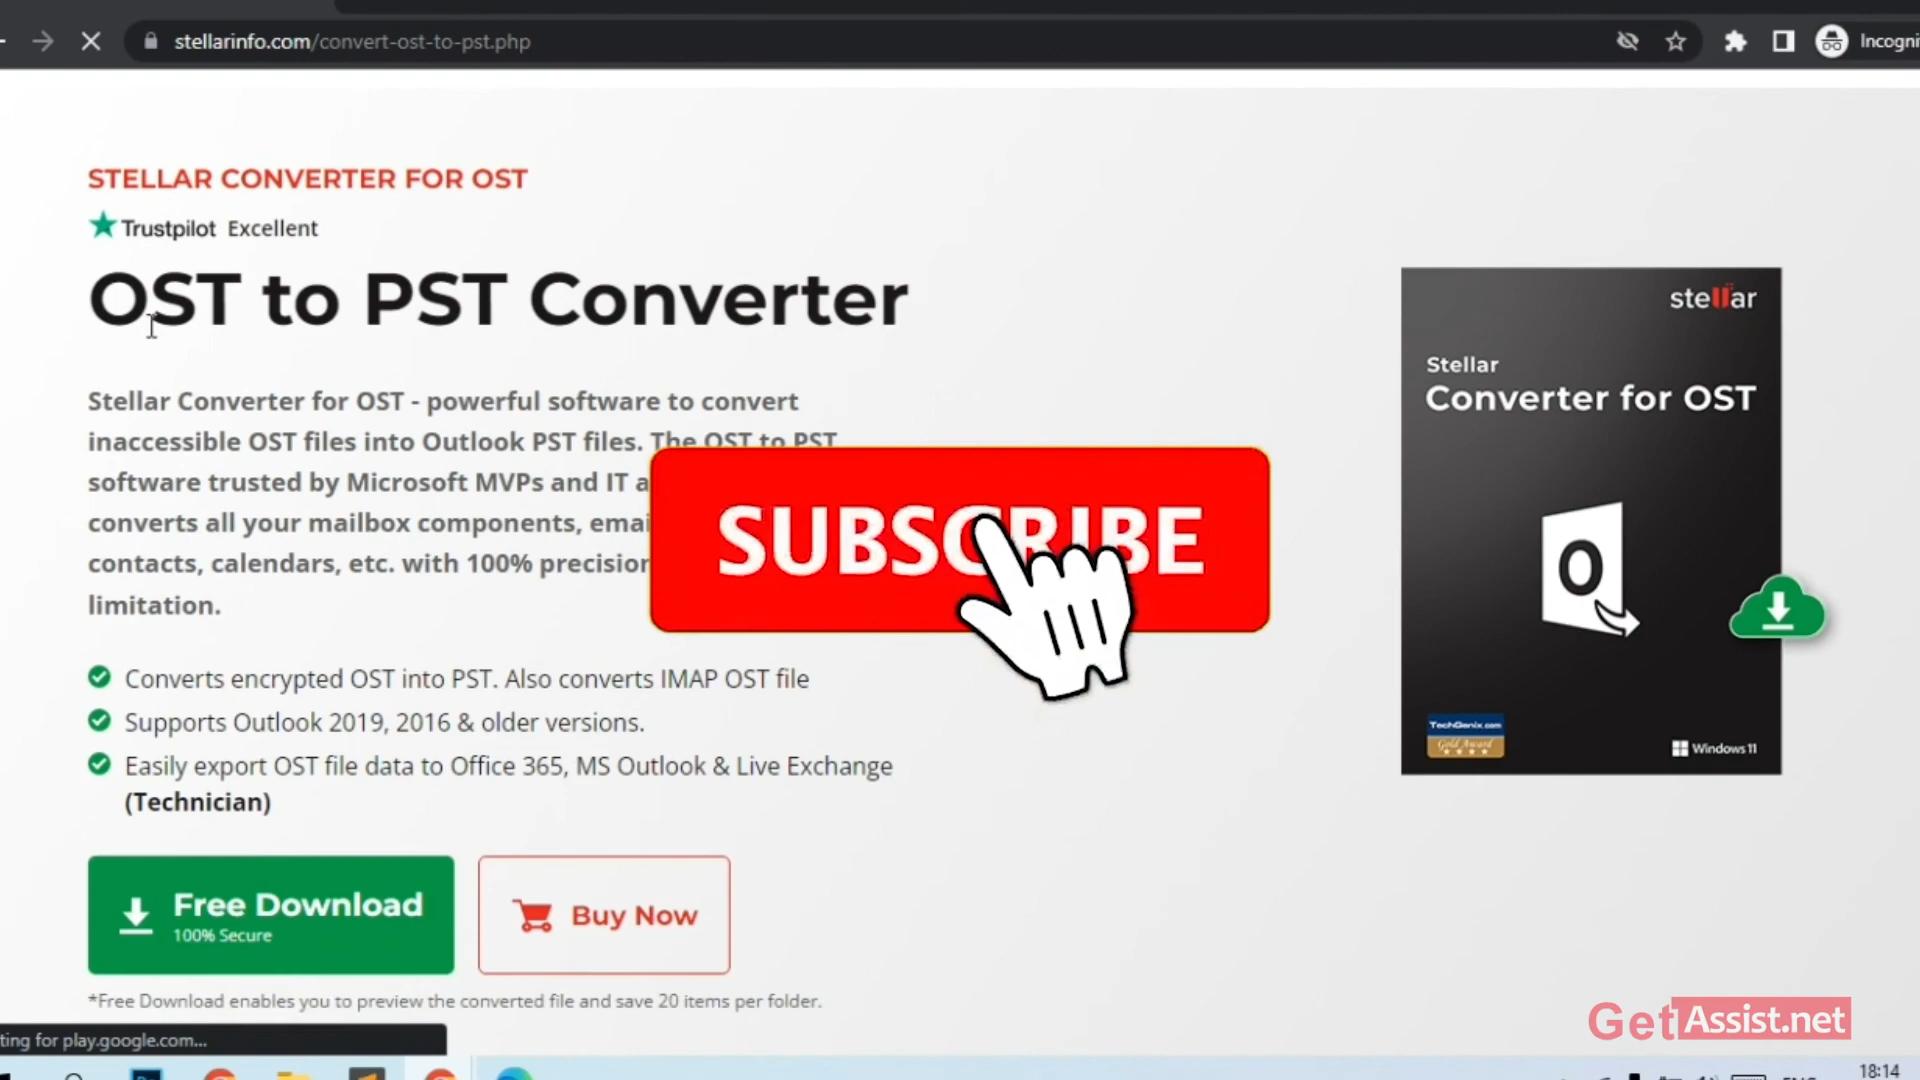 stellarinfo.com/convert-ost-to-pst.php
Incogni
STELLAR CONVERTER FOR OST
Trustpilot Excellent
OST to PST Converter
Stellar Converter for OST - powerful software to convert
inaccessible OST files into Outlook PST files. The OST to PST
software trusted by Microsoft MVPs and IT a
converts all your mailbox components, emai
contacts, calendars, etc. with 100% precision
limitation.
SUBSCRIBE
Converts encrypted OST into PST. Also converts IMAP OST file
Supports Outlook 2019, 2016 & older versions.
Easily export OST file data to Office 365, MS Outlook & Live Exchange
(Technician)
Free Download
100% Secure
Buy Now
*Free Download enables you to preview the converted file and save 20 items per folder.
stellar
Stellar
Converter for OST
O
TechGenix.com
Gold Award
Windows 11
GetAssist.net
ting for play.google.com...
18:14